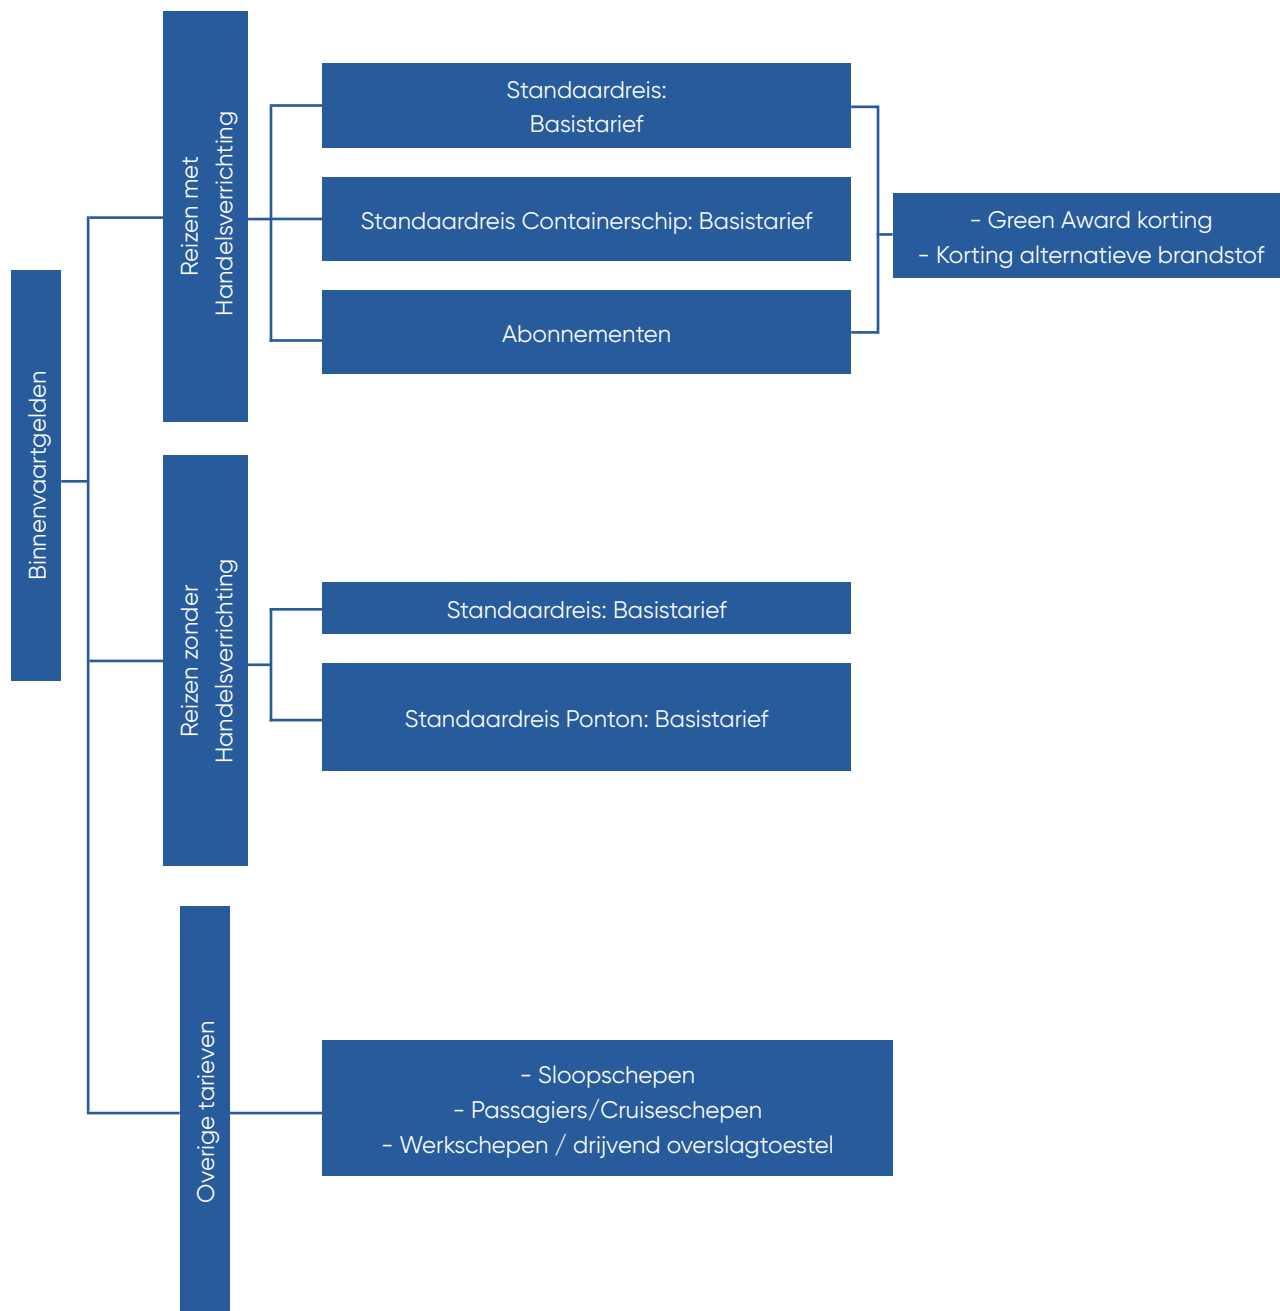 Binnenvaartgelden
Reizen met
Handelsverrichting
Standaardreis:
Basistarief
Standaardreis Containerschip: Basistarief
Abonnementen
- Green Award korting
- Korting alternatieve brandstof
Reizen zonder
Handelsverrichting
Standaardreis: Basistarief
Standaardreis Ponton: Basistarief
Overige tarieven
- Sloopschepen
- Passagiers/Cruiseschepen
- Werkschepen / drijvend overslagtoestel